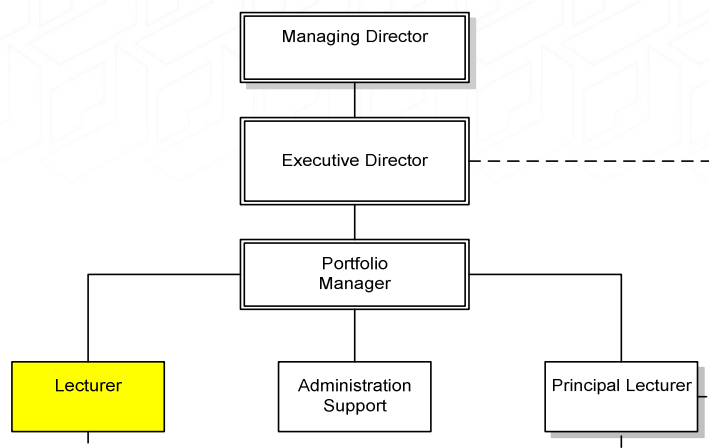 Managing Director
Executive Director
Portfolio
Manager
Lecturer
Administration
Support
Principal Lecturer